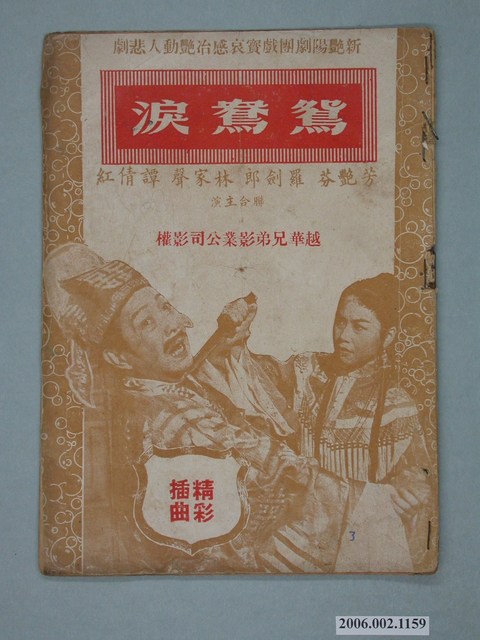 新艷陽劇團戲寶哀感冶艷動人悲劇
鴛鴦淚
芳艷芬 羅劍郎 林家聲 譚倩紅
聯合主演
越華兄弟影業公司影權
精彩
插曲
3
2006.002.1159